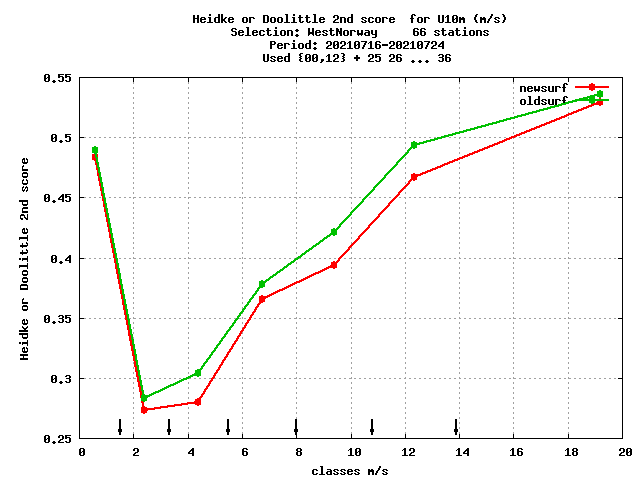 Heidke or Doolittle 2nd score  for U10m (m/s)
Selection: WestNorway     66 stations
Period: 20210716-20210724
Used {00,12} + 25 26 ... 36
0.55
0.5
0.45
0.4
0.35
0.3
0.25
Heidke or Doolittle 2nd score
newsurf
oldsurf
0 2 4 6 8 10 12 14 16 18 20
classes m/s